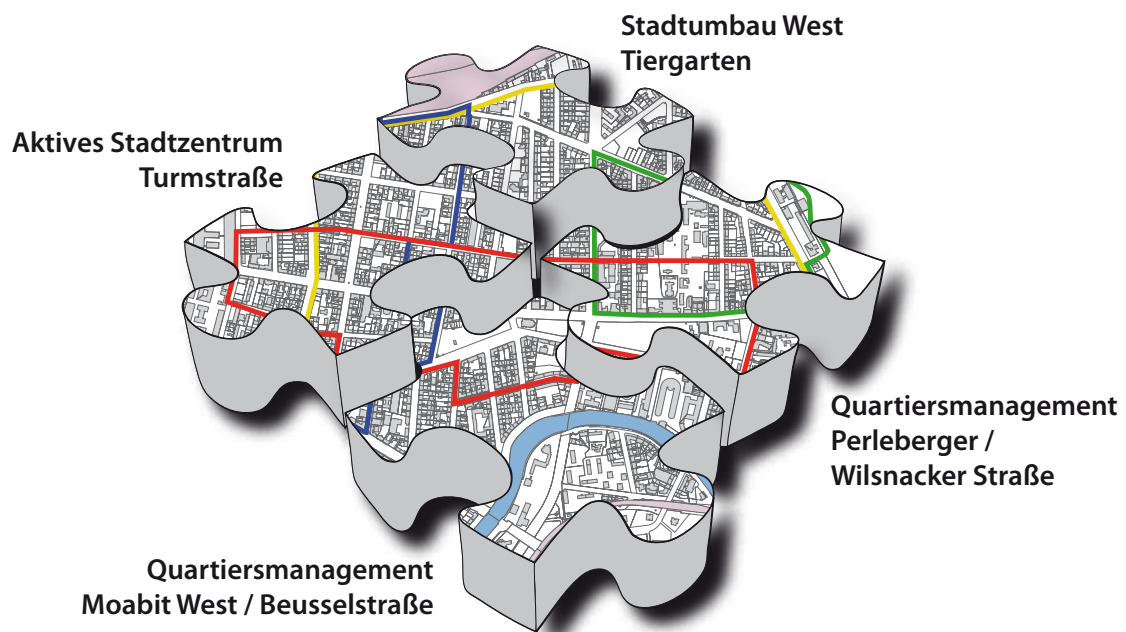 Stadtumbau West
Tiergarten
Aktives Stadtzentrum
Turmstraße
Quartiersmanagement
Perleberger /
Wilsnacker Straße
Quartiersmanagement
Moabit West / Beusselstraße